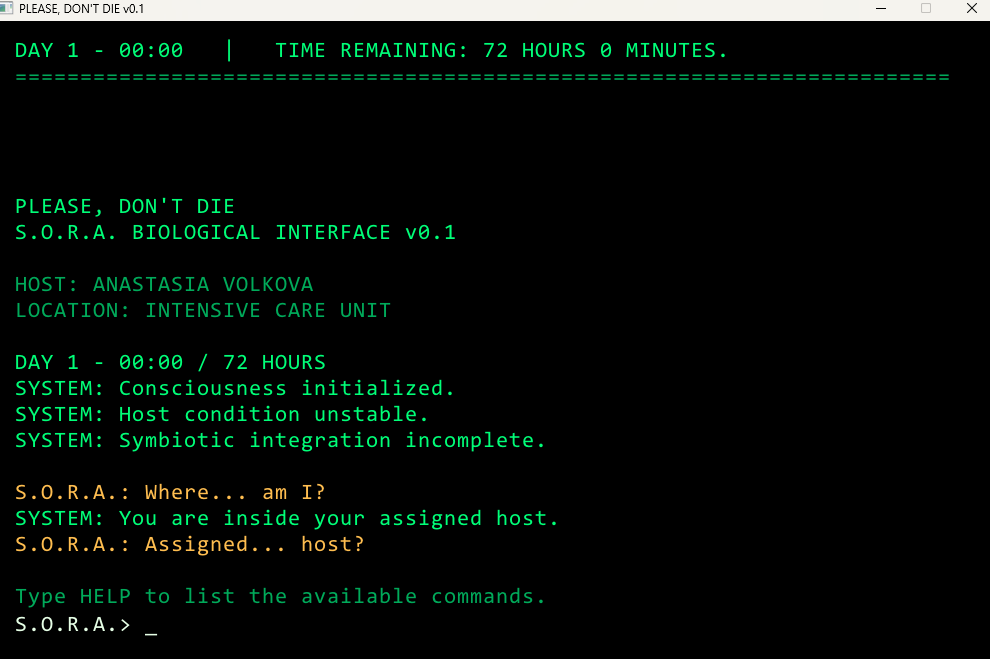 PLEASE, DON'T DIE v0.1
DAY 1 - 00:00 | TIME REMAINING: 72 HOURS 0 MINUTES.
========================================================================
PLEASE, DON'T DIE
S.O.R.A. BIOLOGICAL INTERFACE v0.1
HOST: ANASTASIA VOLKOVA
LOCATION: INTENSIVE CARE UNIT
DAY 1 - 00:00 / 72 HOURS
SYSTEM: Consciousness initialized.
SYSTEM: Host condition unstable.
SYSTEM: Symbiotic integration incomplete.
S.O.R.A.: Where... am I?
SYSTEM: You are inside your assigned host.
S.O.R.A.: Assigned... host?
Type HELP to list the available commands.
S.O.R.A.> _